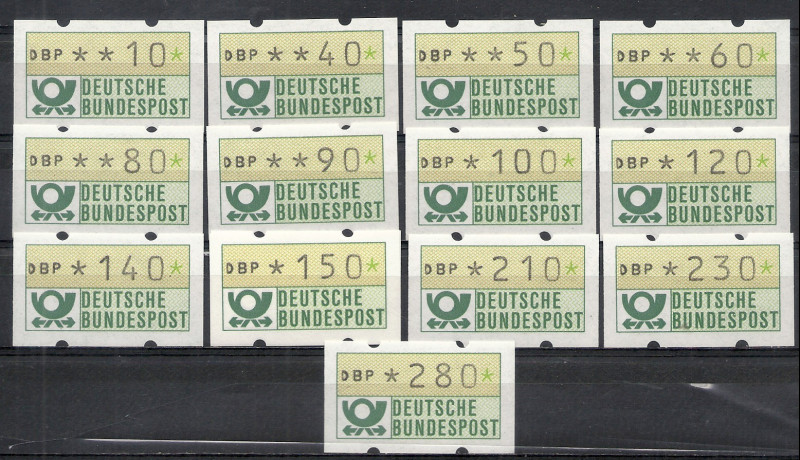 DBP **10*
DEUTSCHE
BUNDESPOST
DBP **40*
DEUTSCHE
BUNDESPOST
DBP **50*
DEUTSCHE
BUNDESPOST
DBP **60*
DEUTSCHE
BUNDESPOST
DBP **80*
DEUTSCHE
BUNDESPOST
DBP **90*
DEUTSCHE
BUNDESPOST
DBP *100*
DEUTSCHE
BUNDESPOST
DBP *120*
DEUTSCHE
BUNDESPOST
DBP *140*
DEUTSCHE
BUNDESPOST
DBP *150*
DEUTSCHE
BUNDESPOST
DBP *210*
DEUTSCHE
BUNDESPOST
DBP *230*
DEUTSCHE
BUNDESPOST
DBP *280*
DEUTSCHE
BUNDESPOST